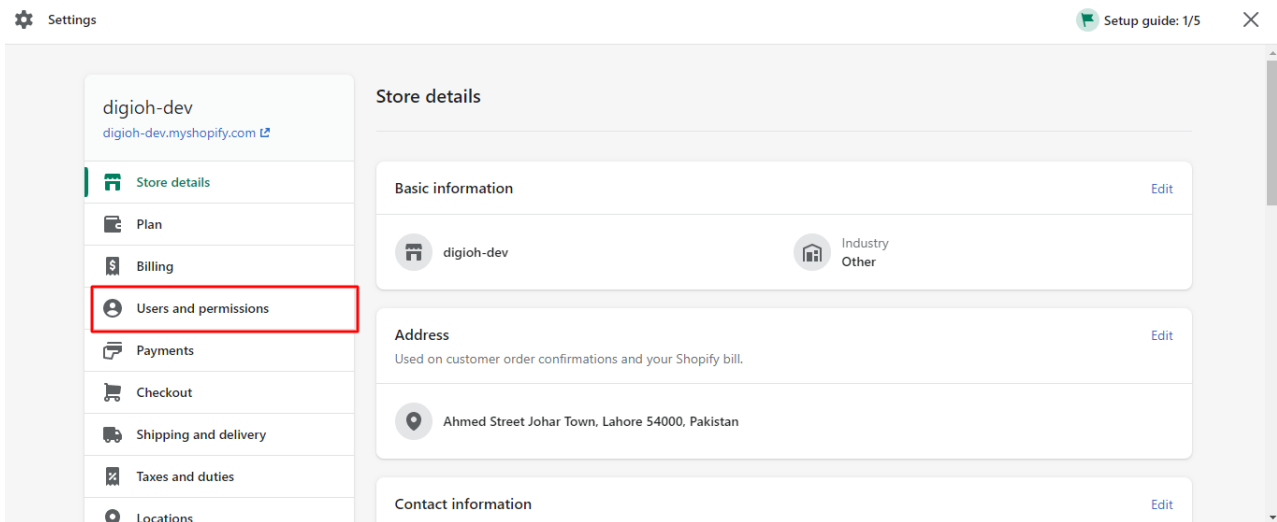 Settings
Setup guide: 1/5
digioh-dev
digioh-dev.myshopify.com
Store details
Plan
Billing
Users and permissions
Payments
Checkout
Shipping and delivery
Taxes and duties
Locations
Store details
Basic information
Edit
digioh-dev
Industry
Other
Address
Edit
Used on customer order confirmations and your Shopify bill.
Ahmed Street Johar Town, Lahore 54000, Pakistan
Contact information
Edit